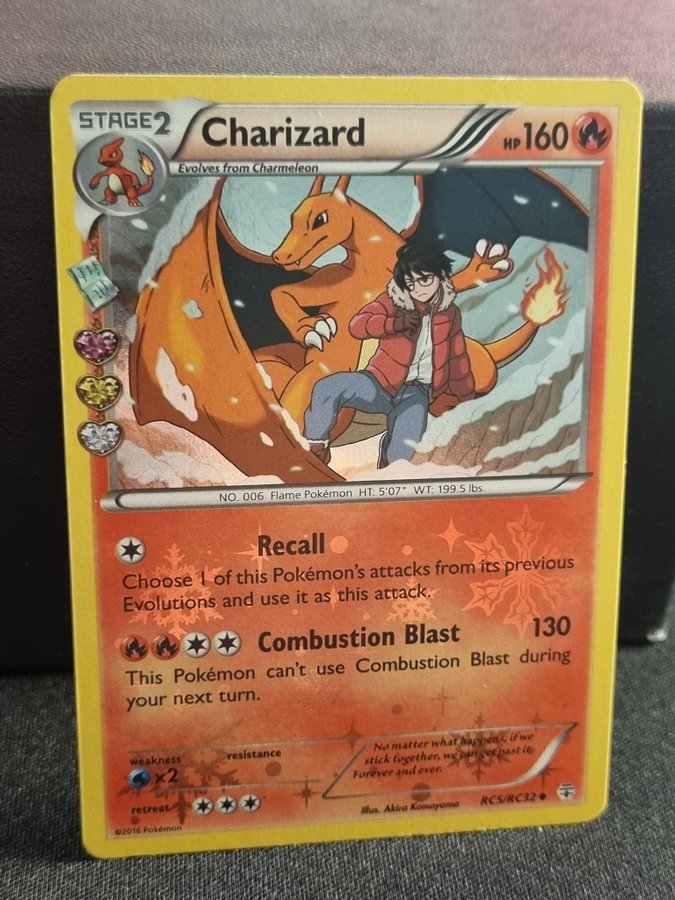 STAGE2
Charizard
HP 160
Evolves from Charmeleon
NO. 006 Flame Pokémon HT: 5'07" WT: 199.5 lbs.
Recall
Choose 1 of this Pokémon's attacks from its previous
Evolutions and use it as this attack.
Combustion Blast 130
This Pokémon can't use Combustion Blast during
your next turn.
weakness
resistance
×2
retreat
No matter what happens, if we
stick together, we can get past it.
Forever and ever.
Illus. Akira Komayama
RC5/RC32
©2016 Pokémon